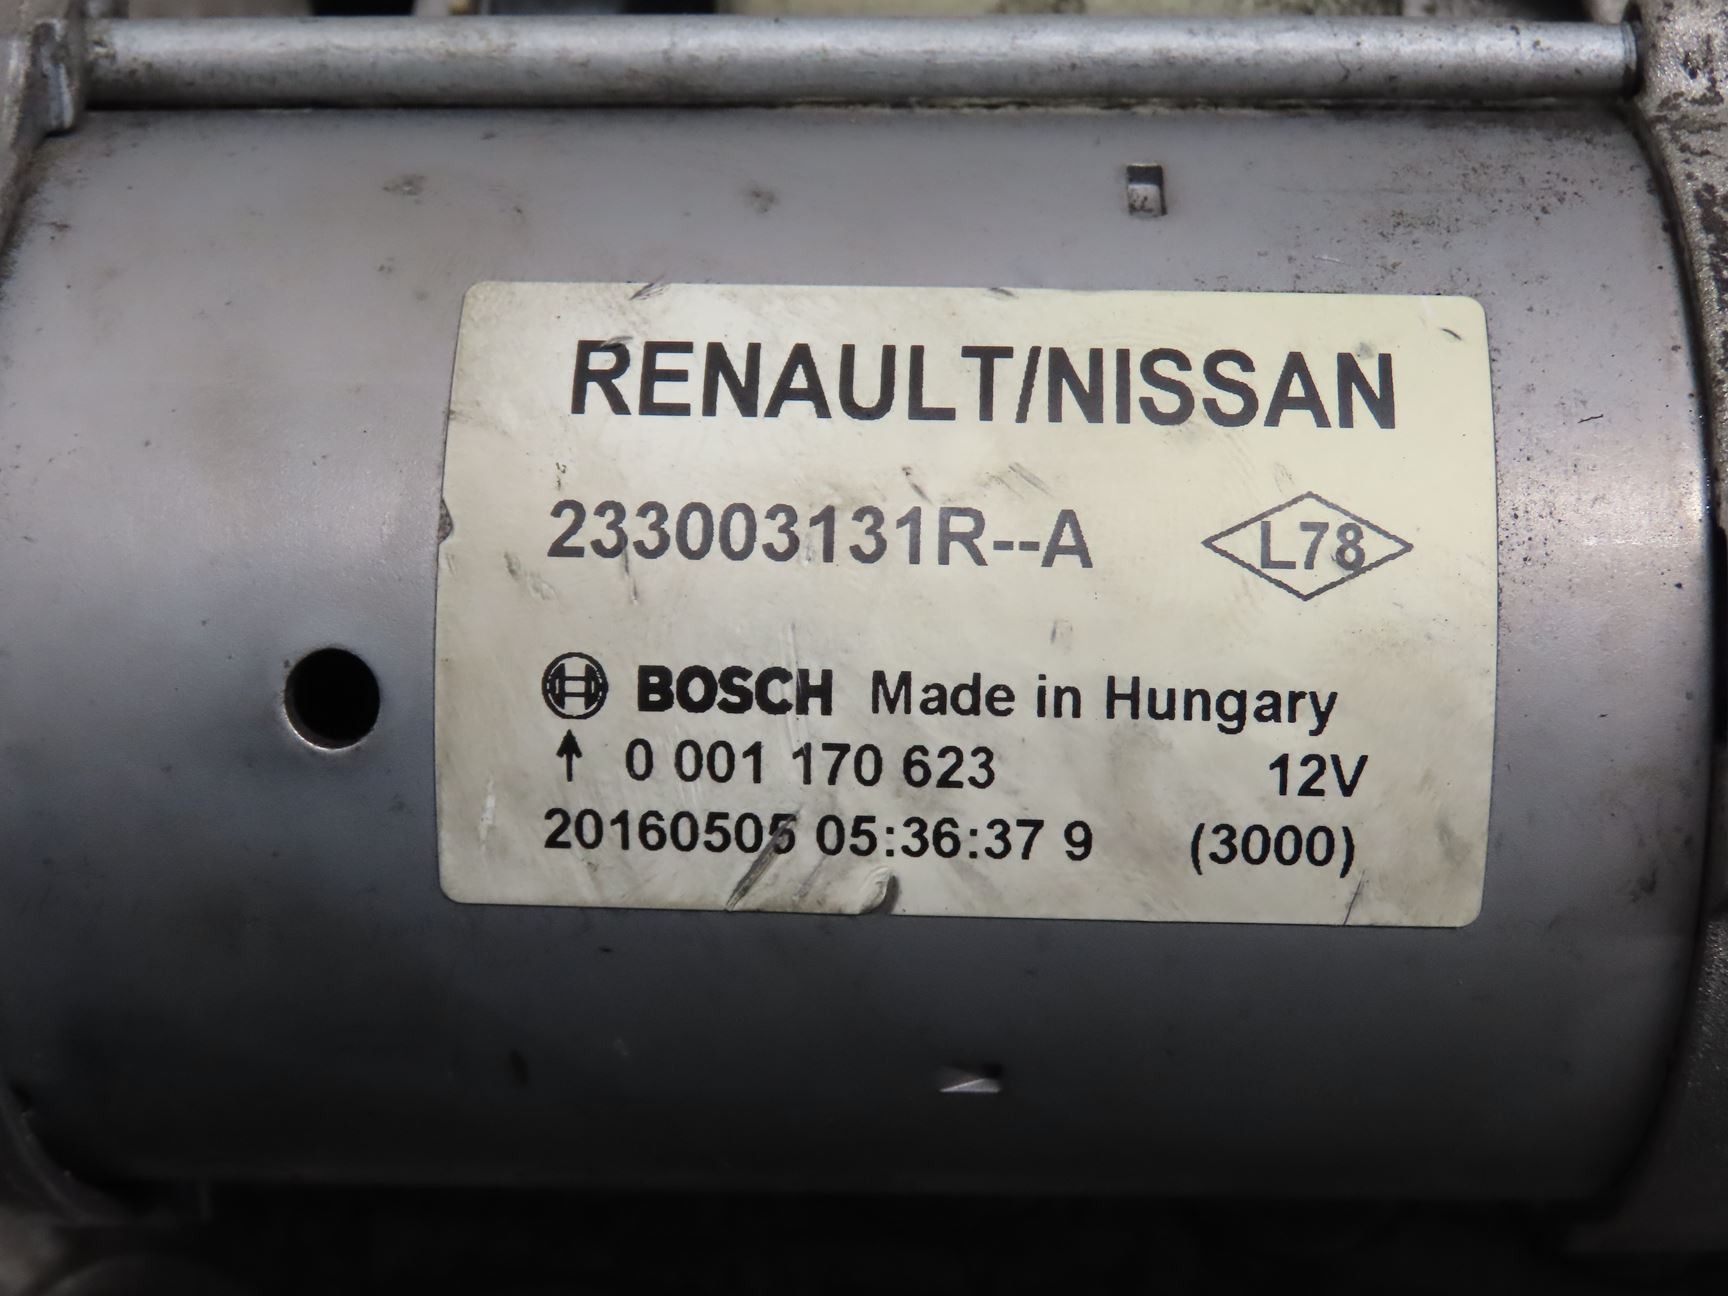 RENAULT/NISSAN
233003131R--A L78
BOSCH Made in Hungary
↑ 0 001 170 623 12V
20160505 05:36:37 9 (3000)